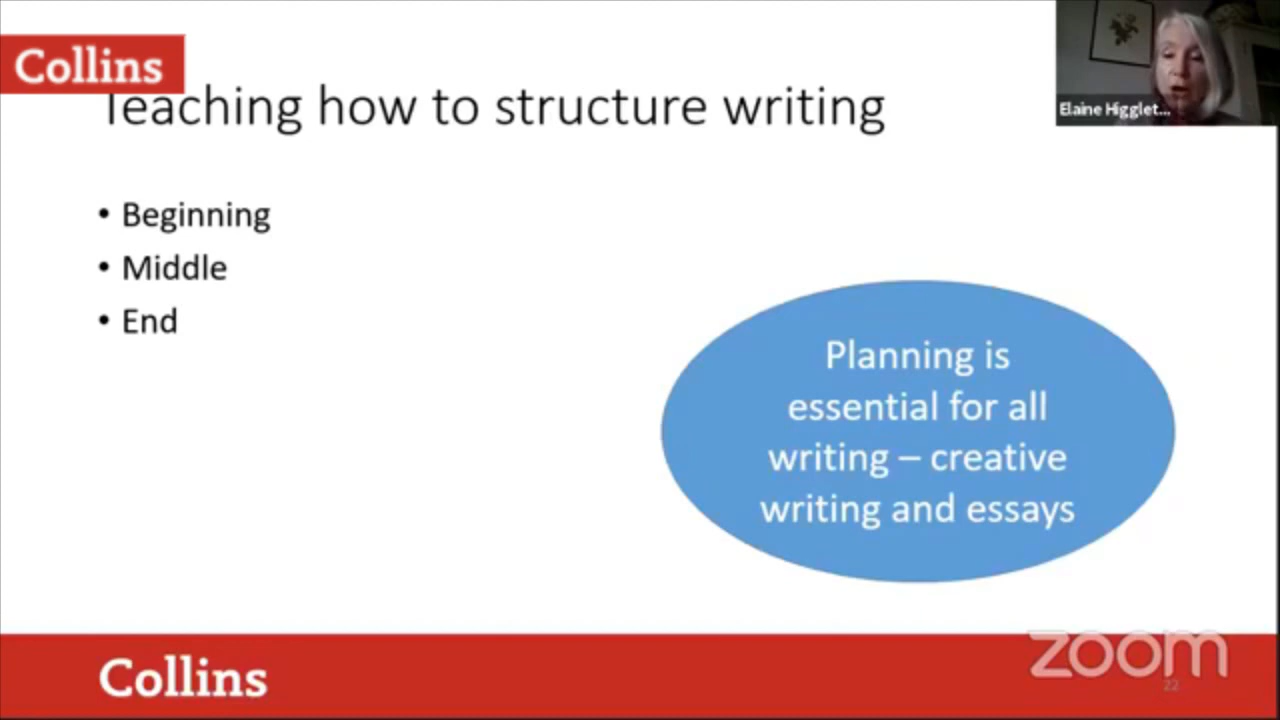 Collins
Teaching how to structure writing
Elaine Higglet...
• Beginning
• Middle
• End
Planning is
essential for all
writing – creative
writing and essays
Collins
zoom
22